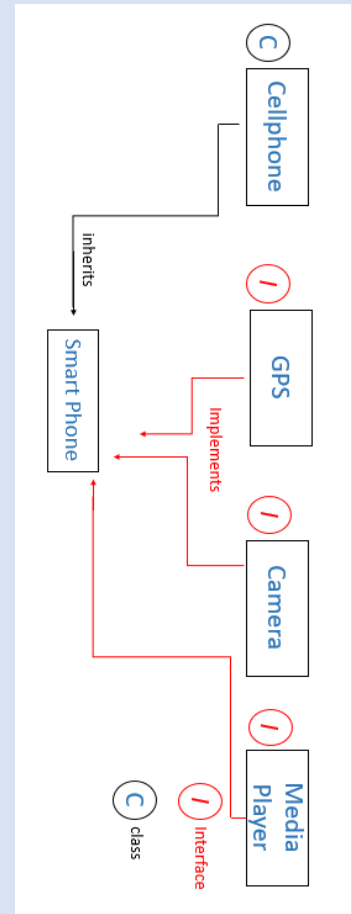 C
Cellphone
I
GPS
I
Camera
I
Media
Player
inherits
Implements
Smart Phone
I Interface
C class